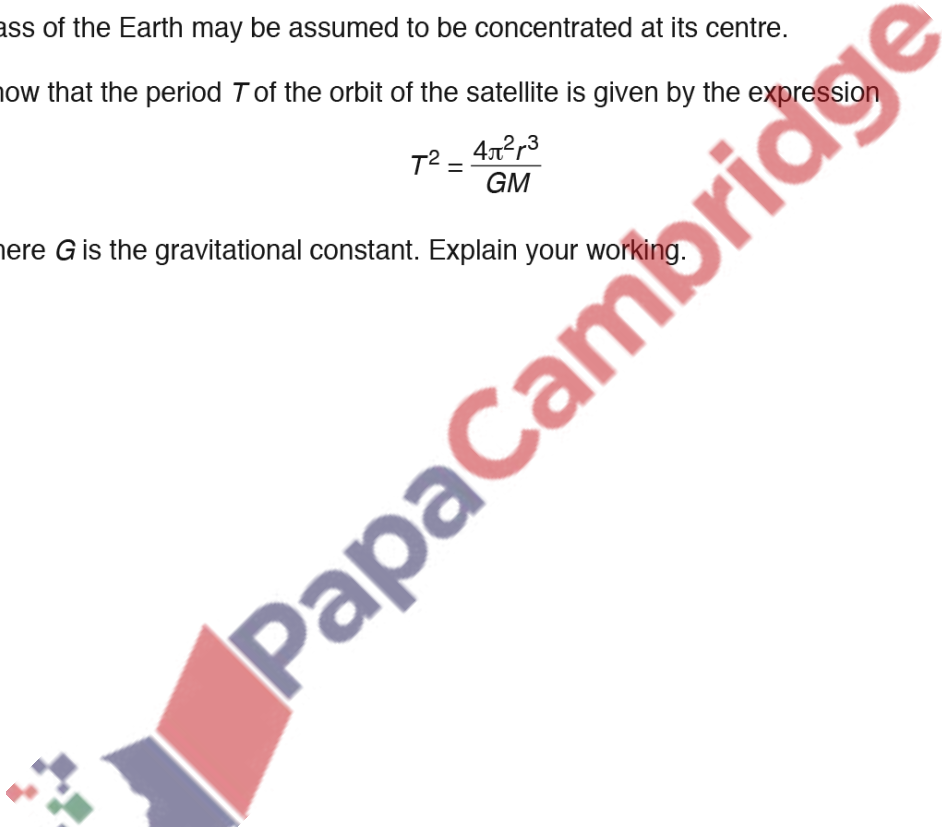 ass of the Earth may be assumed to be concentrated at its centre.
how that the period T of the orbit of the satellite is given by the expression
T² = 4π²r³ / GM
here G is the gravitational constant. Explain your working.
PapaCambridge